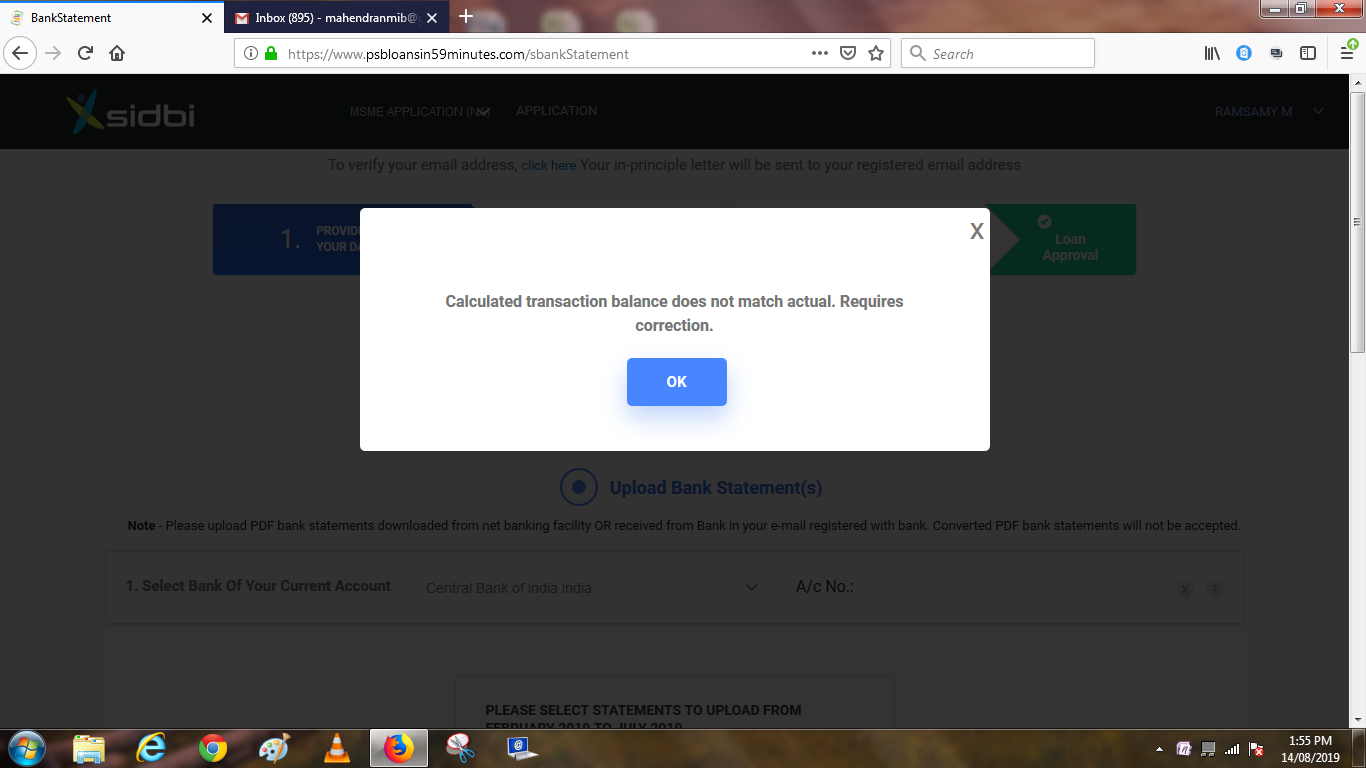 BankStatement
Inbox (895) - mahendranmib@
https://www.psbloansin59minutes.com/sbankStatement
Search
sidbi
MSME APPLICATION (N
APPLICATION
RAMSAMY M
To verify your email address, click here Your in-principle letter will be sent to your registered email address
1.
YOUR
Loan
Approval
X
Calculated transaction balance does not match actual. Requires
correction.
OK
Upload Bank Statement(s)
Note - Please upload PDF bank statements downloaded from net banking facility OR received from Bank in your e-mail registered with bank. Converted PDF bank statements will not be accepted.
1. Select Bank Of Your Current Account
Central Bank of India India
A/c No.:
X
?
PLEASE SELECT STATEMENTS TO UPLOAD FROM
FEBRUARY 2019 TO JULY 2019
1:55 PM
14/08/2019